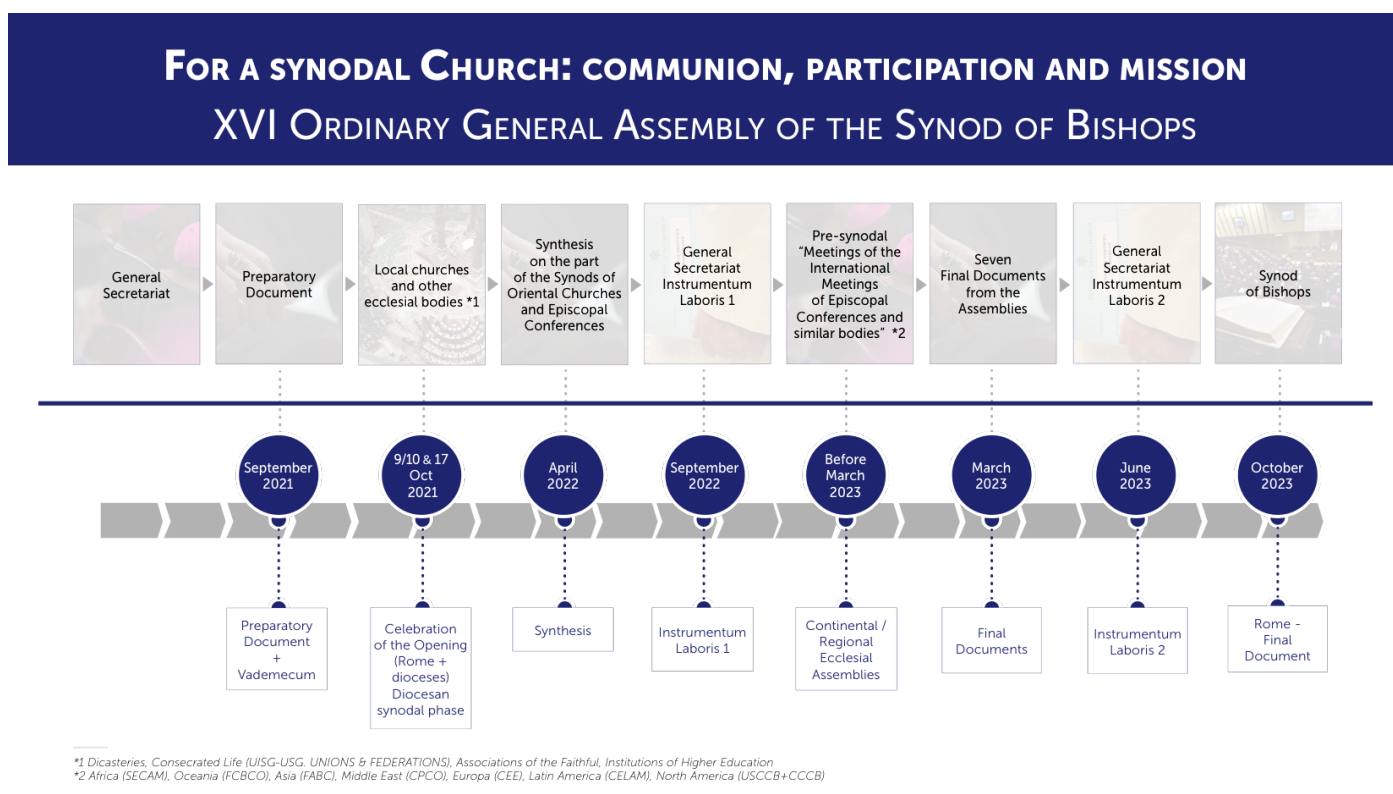 FOR A SYNODAL CHURCH: COMMUNION, PARTICIPATION AND MISSION
XVI ORDINARY GENERAL ASSEMBLY OF THE SYNOD OF BISHOPS
General
Secretariat
Preparatory
Document
Local churches
and other
ecclesial bodies *1
Synthesis
on the part
of the Synods of
Oriental Churches
and Episcopal
Conferences
General
Secretariat
Instrumentum
Laboris 1
Pre-synodal
“Meetings of the
International
Meetings
of Episcopal
Conferences and
similar bodies” *2
Seven
Final Documents
from the
Assemblies
General
Secretariat
Instrumentum
Laboris 2
Synod
of Bishops
September
2021
9/10 & 17
Oct
2021
April
2022
September
2022
Before
March
2023
March
2023
June
2023
October
2023
Preparatory
Document
+
Vademecum
Celebration
of the Opening
(Rome +
dioceses)
Diocesan
synodal phase
Synthesis
Instrumentum
Laboris 1
Continental /
Regional
Ecclesial
Assemblies
Final
Documents
Instrumentum
Laboris 2
Rome -
Final
Document
*1 Dicasteries, Consecrated Life (UISG-USG. UNIONS & FEDERATIONS), Associations of the Faithful, Institutions of Higher Education
*2 Africa (SECAM), Oceania (FCBCO), Asia (FABC), Middle East (CPCO), Europa (CEE), Latin America (CELAM), North America (USCCB+CCCB)